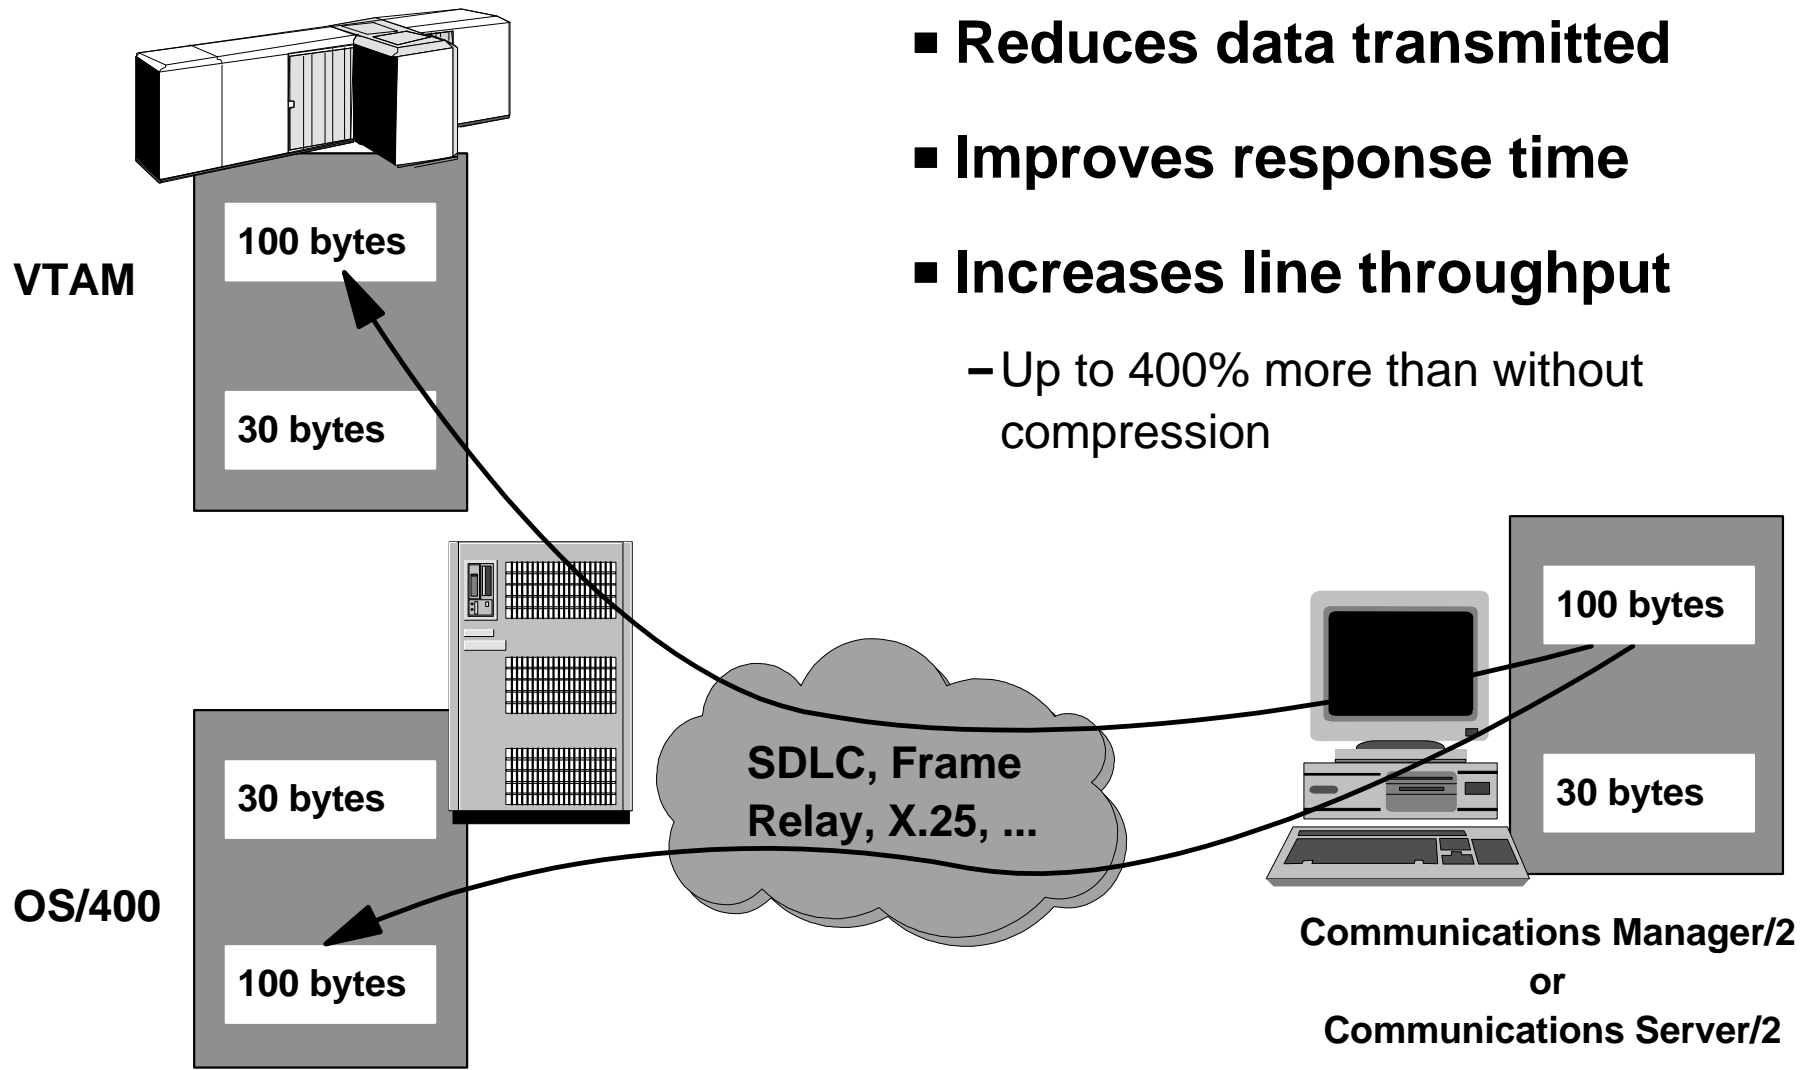 ■ Reduces data transmitted
■ Improves response time
■ Increases line throughput
– Up to 400% more than without
compression
VTAM
100 bytes
30 bytes
OS/400
30 bytes
100 bytes
SDLC, Frame
Relay, X.25, ...
100 bytes
30 bytes
Communications Manager/2
or
Communications Server/2